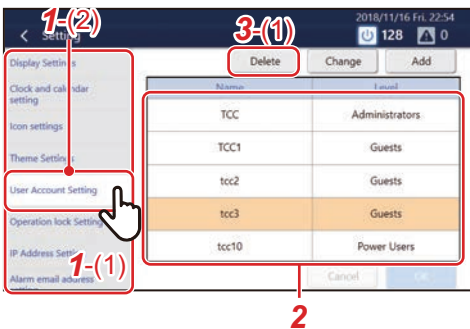 1-(2)
2018/11/16 Fri. 22:54
Setting
3-(1)
128 0
Display Settings
Delete Change Add
Clock and calendar
setting
Name Level
Icon settings
TCC Administrators
Theme Settings
TCC1 Guests
User Account Setting
tcc2 Guests
Operation lock Setting
tcc3 Guests
IP Address Setting
1-(1)
tcc10 Power Users
Alarm email address
setting
Cancel OK
2